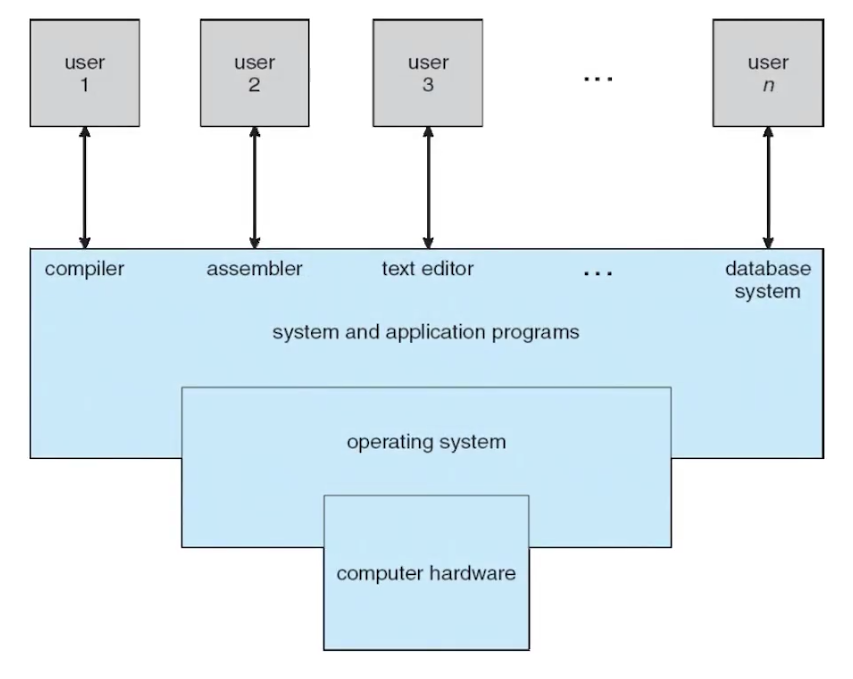 user
1
user
2
user
3
...
user
n
compiler
assembler
text editor
...
database
system
system and application programs
operating system
computer hardware